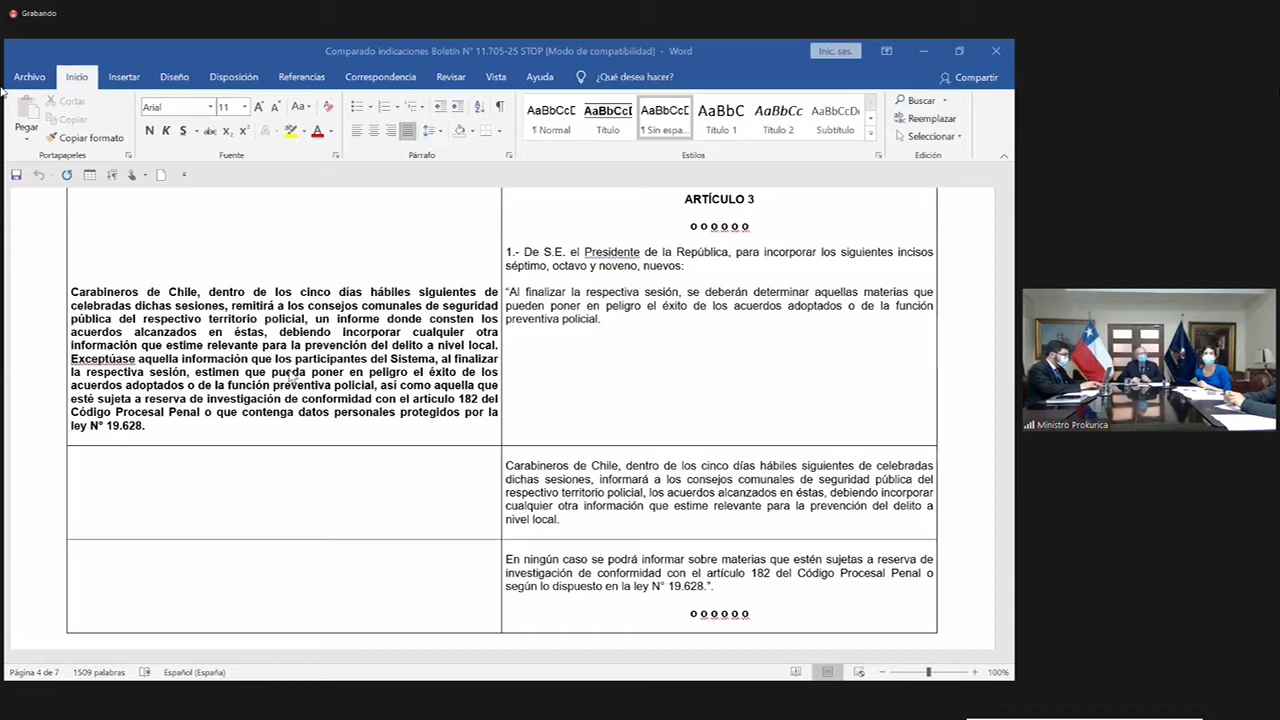 Grabando
Comparado indicaciones Boletín N° 11.705-25 STOP [Modo de compatibilidad] - Word
Inic. ses.
Archivo Inicio Insertar Diseño Disposición Referencias Correspondencia Revisar Vista Ayuda ¿Qué desea hacer? Compartir
Pegar
Cortar
Copiar
Copiar formato
Portapapeles
Arial 11
N K S abc x₂ x²
Fuente
Párrafo
AaBbCcD AaBbCcD AaBbCcD AaBbC AaBbCc AaBbCcD
¶ Normal Título ¶ Sin espa... Título 1 Título 2 Subtítulo
Estilos
Buscar
Reemplazar
Seleccionar
Edición
Carabineros de Chile, dentro de los cinco días hábiles siguientes de
celebradas dichas sesiones, remitirá a los consejos comunales de seguridad
pública del respectivo territorio policial, un informe donde consten los
acuerdos alcanzados en éstas, debiendo incorporar cualquier otra
información que estime relevante para la prevención del delito a nivel local.
Exceptúase aquella información que los participantes del Sistema, al finalizar
la respectiva sesión, estimen que pueda poner en peligro el éxito de los
acuerdos adoptados o de la función preventiva policial, así como aquella que
esté sujeta a reserva de investigación de conformidad con el artículo 182 del
Código Procesal Penal o que contenga datos personales protegidos por la
ley N° 19.628.
ARTÍCULO 3
o o o o o o
1.- De S.E. el Presidente de la República, para incorporar los siguientes incisos
séptimo, octavo y noveno, nuevos:
“Al finalizar la respectiva sesión, se deberán determinar aquellas materias que
pueden poner en peligro el éxito de los acuerdos adoptados o de la función
preventiva policial.
Carabineros de Chile, dentro de los cinco días hábiles siguientes de celebradas
dichas sesiones, informará a los consejos comunales de seguridad pública del
respectivo territorio policial, los acuerdos alcanzados en éstas, debiendo incorporar
cualquier otra información que estime relevante para la prevención del delito a
nivel local.
En ningún caso se podrá informar sobre materias que estén sujetas a reserva de
investigación de conformidad con el artículo 182 del Código Procesal Penal o
según lo dispuesto en la ley N° 19.628.”.
o o o o o o
Ministro Prokurica
Página 4 de 7 1509 palabras Español (España) 100%